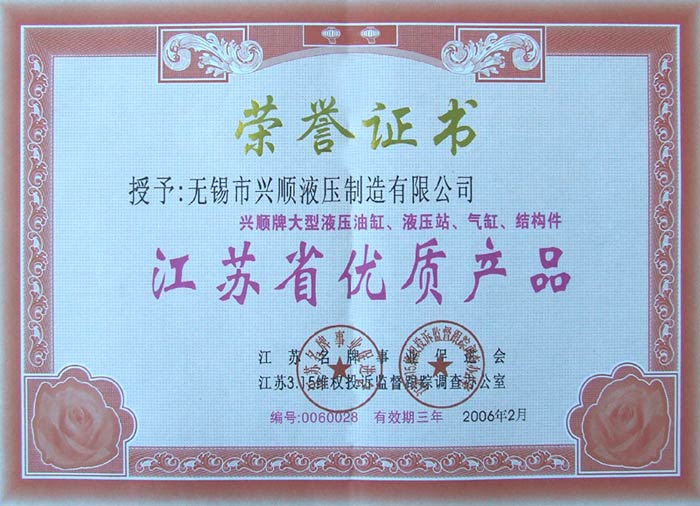 荣誉证书
授予:无锡市兴顺液压制造有限公司
兴顺牌大型液压油缸、液压站、气缸、结构件
江苏省优质产品
江苏名牌事业促进会
江苏3.15维权投诉监督跟踪调查办公室
编号:0060028 有效期三年 2006年2月